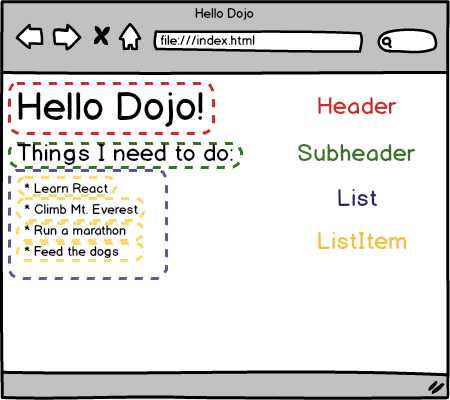 Hello Dojo
file:///index.html
Hello Dojo!
Header
Things I need to do:
Subheader
* Learn React
* Climb Mt. Everest
* Run a marathon
* Feed the dogs
List
ListItem